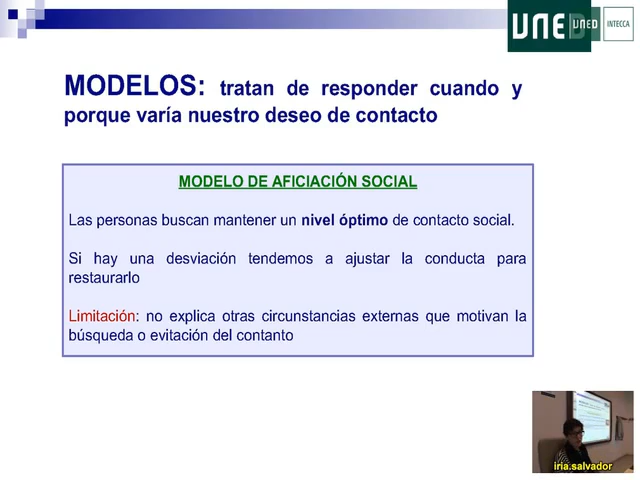 UNED
UNED
INTECCA
MODELOS: tratan de responder cuando y
porque varía nuestro deseo de contacto
MODELO DE AFICIACIÓN SOCIAL
Las personas buscan mantener un nivel óptimo de contacto social.
Si hay una desviación tendemos a ajustar la conducta para
restaurarlo
Limitación: no explica otras circunstancias externas que motivan la
búsqueda o evitación del contanto
iria.salvador